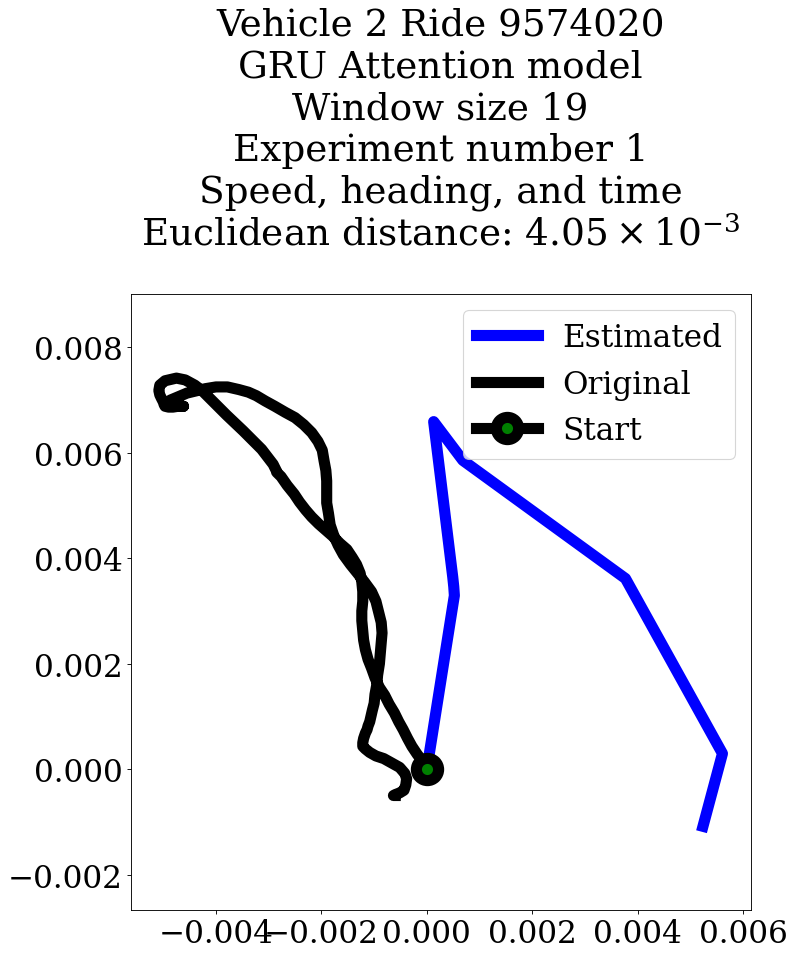 Vehicle 2 Ride 9574020
GRU Attention model
Window size 19
Experiment number 1
Speed, heading, and time
Euclidean distance: 4.05 × 10⁻³
Estimated
Original
Start
0.008
0.006
0.004
0.002
0.000
−0.002
−0.004
−0.002
0.000
0.002
0.004
0.006